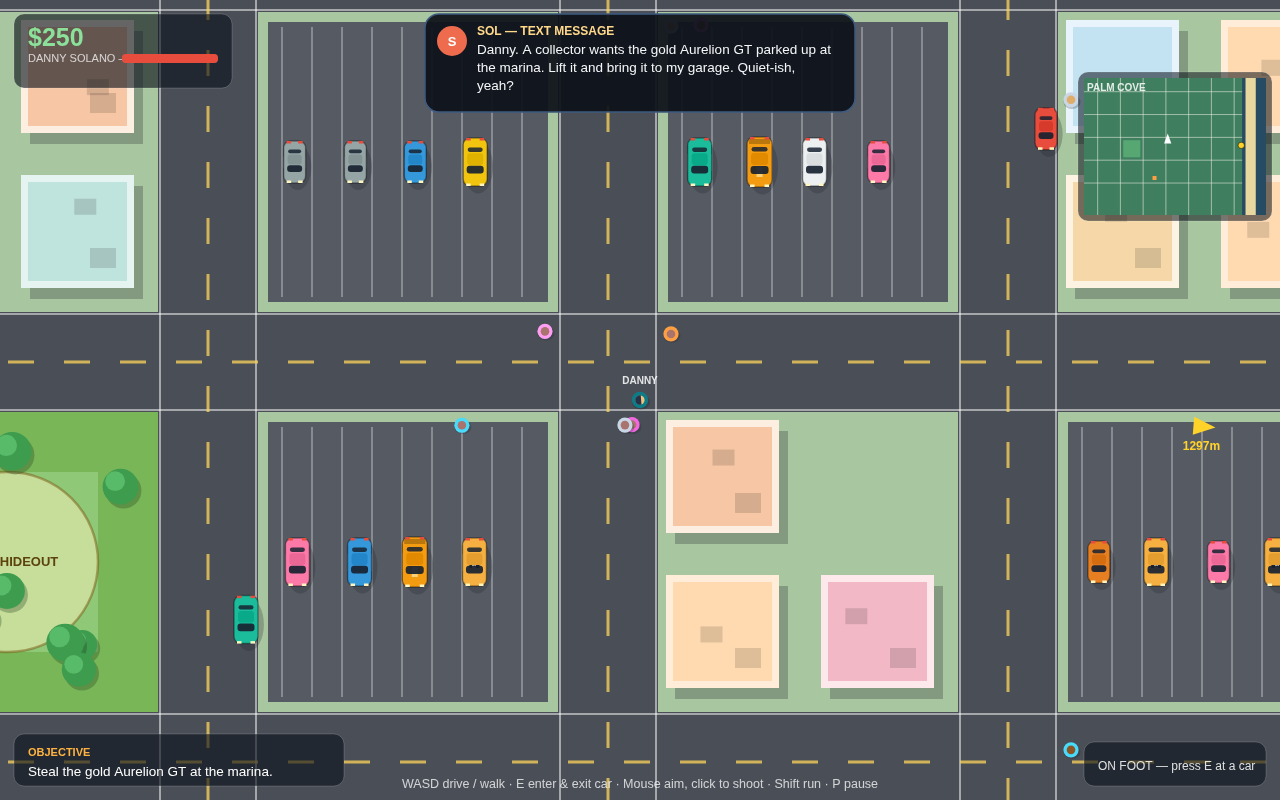 $250
DANNY SOLANO —
S
SOL — TEXT MESSAGE
Danny. A collector wants the gold Aurelion GT parked up at
the marina. Lift it and bring it to my garage. Quiet-ish,
yeah?
PALM COVE
DANNY
1297m
HIDEOUT
OBJECTIVE
Steal the gold Aurelion GT at the marina.
WASD drive / walk · E enter & exit car · Mouse aim, click to shoot · Shift run · P pause
ON FOOT — press E at a car